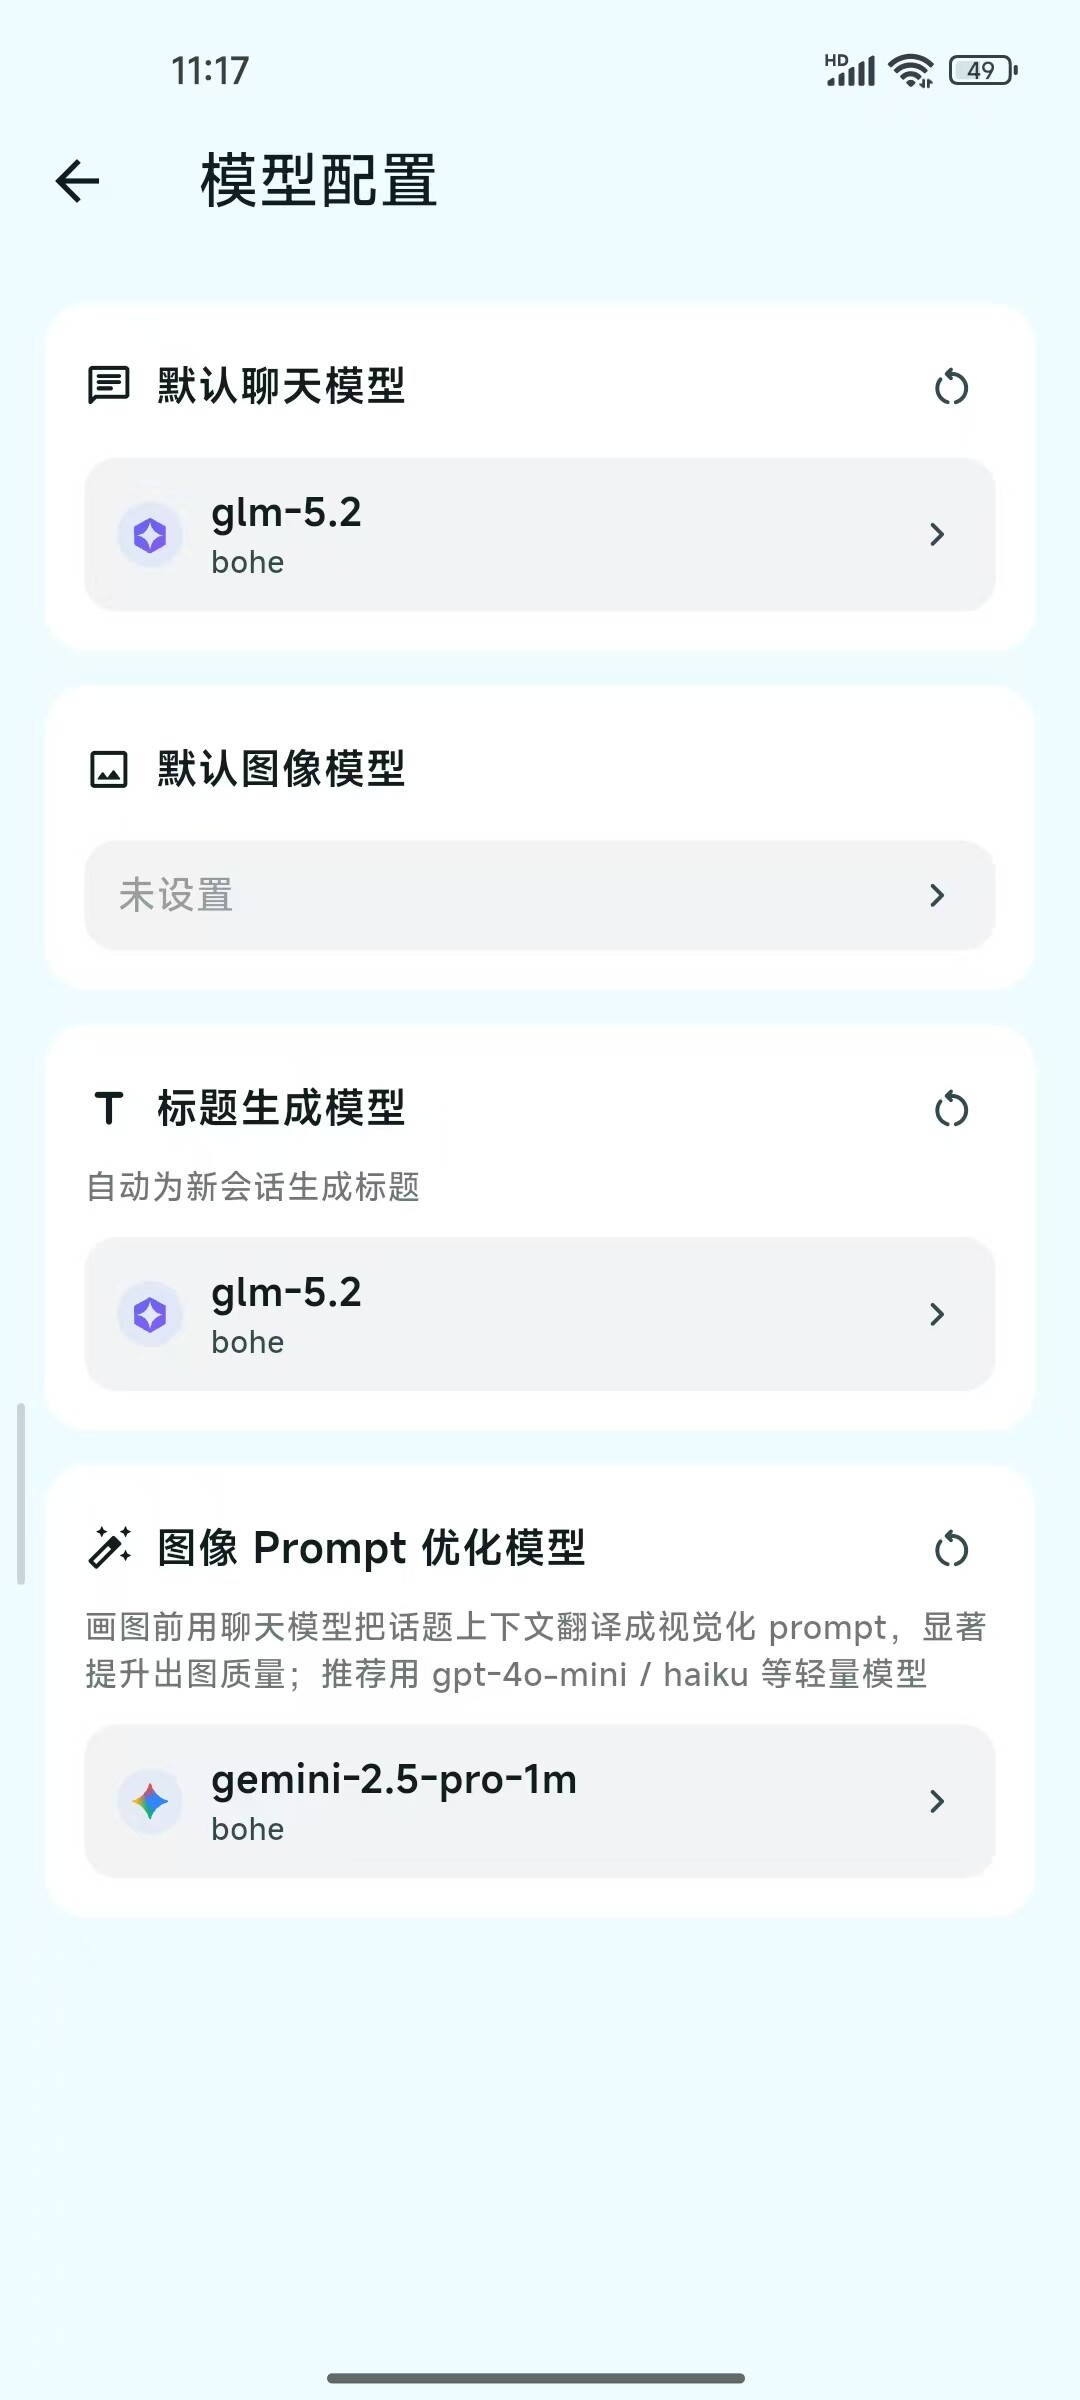 11:17
HD
49
模型配置
默认聊天模型
glm-5.2
bohe
默认图像模型
未设置
标题生成模型
自动为新会话生成标题
glm-5.2
bohe
图像 Prompt 优化模型
画图前用聊天模型把话题上下文翻译成视觉化 prompt，显著
提升出图质量；推荐用 gpt-4o-mini / haiku 等轻量模型
gemini-2.5-pro-1m
bohe